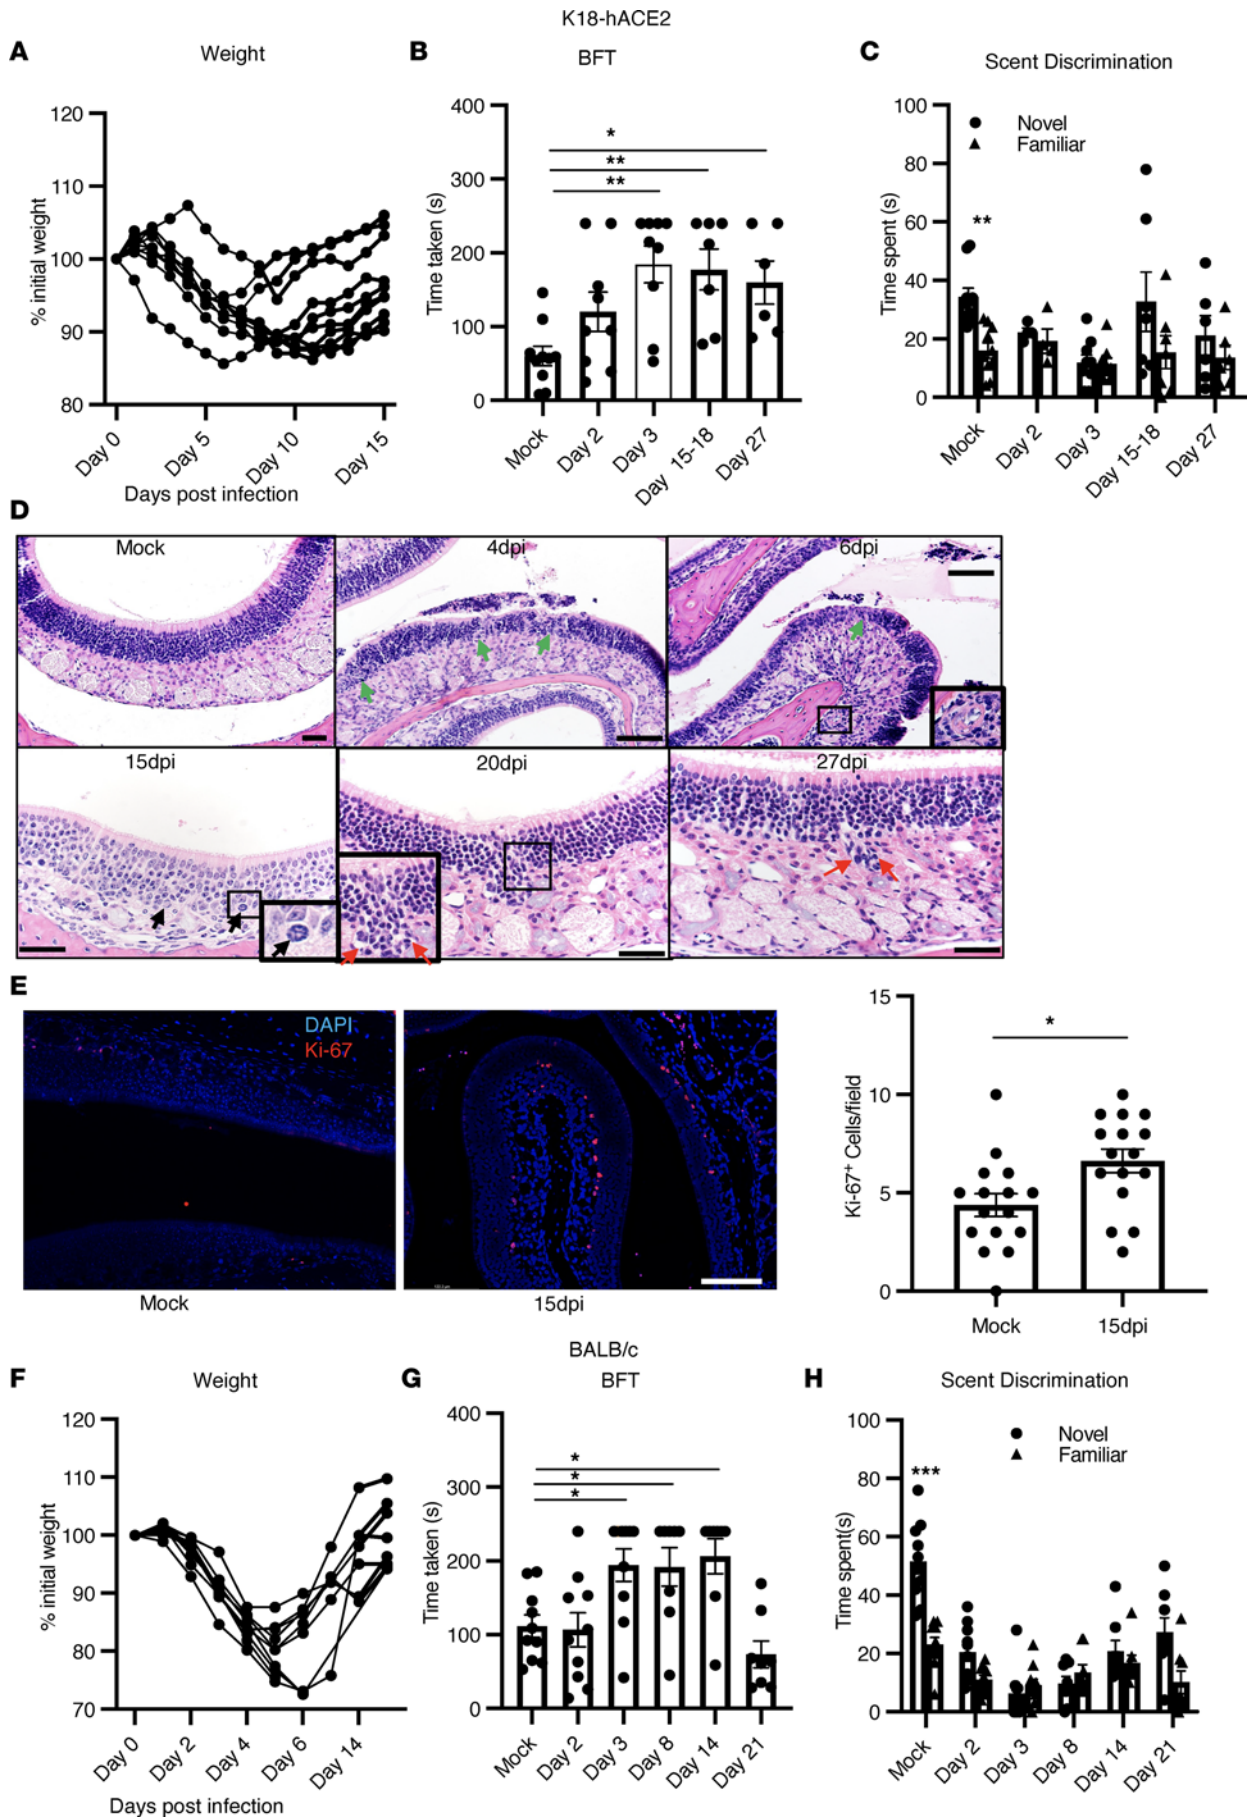 K18-hACE2
A
Weight
% initial weight
120
110
100
90
80
Day 0
Day 5
Day 10
Day 15
Days post infection
B
BFT
Time taken (s)
400
300
200
100
0
*
**
**
Mock
Day 2
Day 3
Day 15-18
Day 27
C
Scent Discrimination
Time spent (s)
100
80
60
40
20
0
Novel
Familiar
**
Mock
Day 2
Day 3
Day 15-18
Day 27
D
Mock
4dpi
6dpi
15dpi
20dpi
27dpi
E
DAPI
Ki-67
Mock
15dpi
Ki-67+ Cells/field
15
10
5
0
*
Mock
15dpi
BALB/c
F
Weight
% initial weight
120
110
100
90
80
70
Day 0
Day 2
Day 4
Day 6
Day 14
Days post infection
G
BFT
Time taken (s)
400
300
200
100
0
*
*
*
Mock
Day 2
Day 3
Day 8
Day 14
Day 21
H
Scent Discrimination
Time spent(s)
100
80
60
40
20
0
Novel
Familiar
***
Mock
Day 2
Day 3
Day 8
Day 14
Day 21